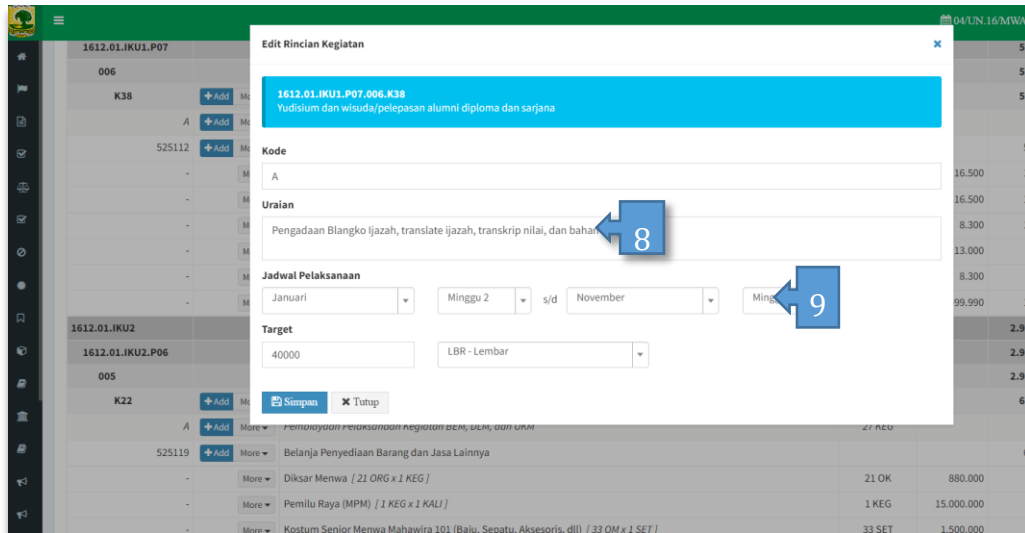 04/UN.16/MWA
Edit Rincian Kegiatan
1612.01.IKU1.P07
006
K38 Add
1612.01.IKU1.P07.006.K38
Yudisium dan wisuda/pelepasan alumni diploma dan sarjana
A Add
525112 Add
Kode
A
- 16.500
Uraian
- 16.500
Pengadaan Blangko Ijazah, translate ijazah, transkrip nilai, dan bahan 8
- 8.300
- 13.000
Jadwal Pelaksanaan
- 8.300
Januari Minggu 2 s/d November 9
- 99.990
1612.01.IKU2 2.9
Target
1612.01.IKU2.P06 2.9
40000 LBR - Lembar
005 2.9
K22 Add 6
Simpan Tutup
A Add More Pembiayaan Pelaksanaan Kegiatan BEM, DLM, dan UKM 27 KEG
525119 Add More Belanja Penyediaan Barang dan Jasa Lainnya
- More Diksar Menwa [ 21 ORG x 1 KEG ] 21 OK 880.000
- More Pemilu Raya (MPM) [ 1 KEG x 1 KALI ] 1 KEG 15.000.000
- More Kostum Senior Menwa Mahawira 101 (Baju, Sepatu, Aksesoris, dll) [ 33 OM x 1 SET ] 33 SET 1.500.000